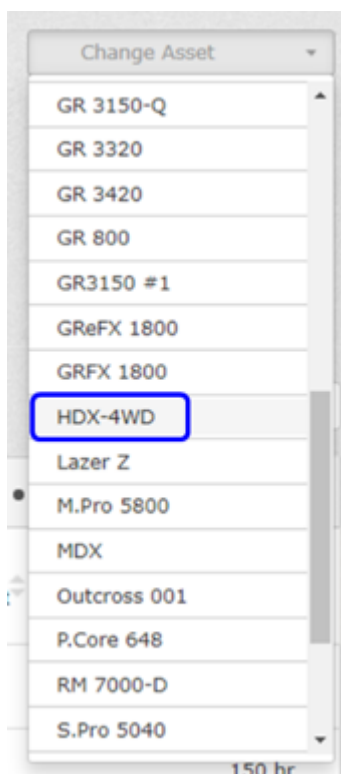 Change Asset
GR 3150-Q
GR 3320
GR 3420
GR 800
GR3150 #1
GReFX 1800
GRFX 1800
HDX-4WD
Lazer Z
M.Pro 5800
MDX
Outcross 001
P.Core 648
RM 7000-D
S.Pro 5040
150 hr